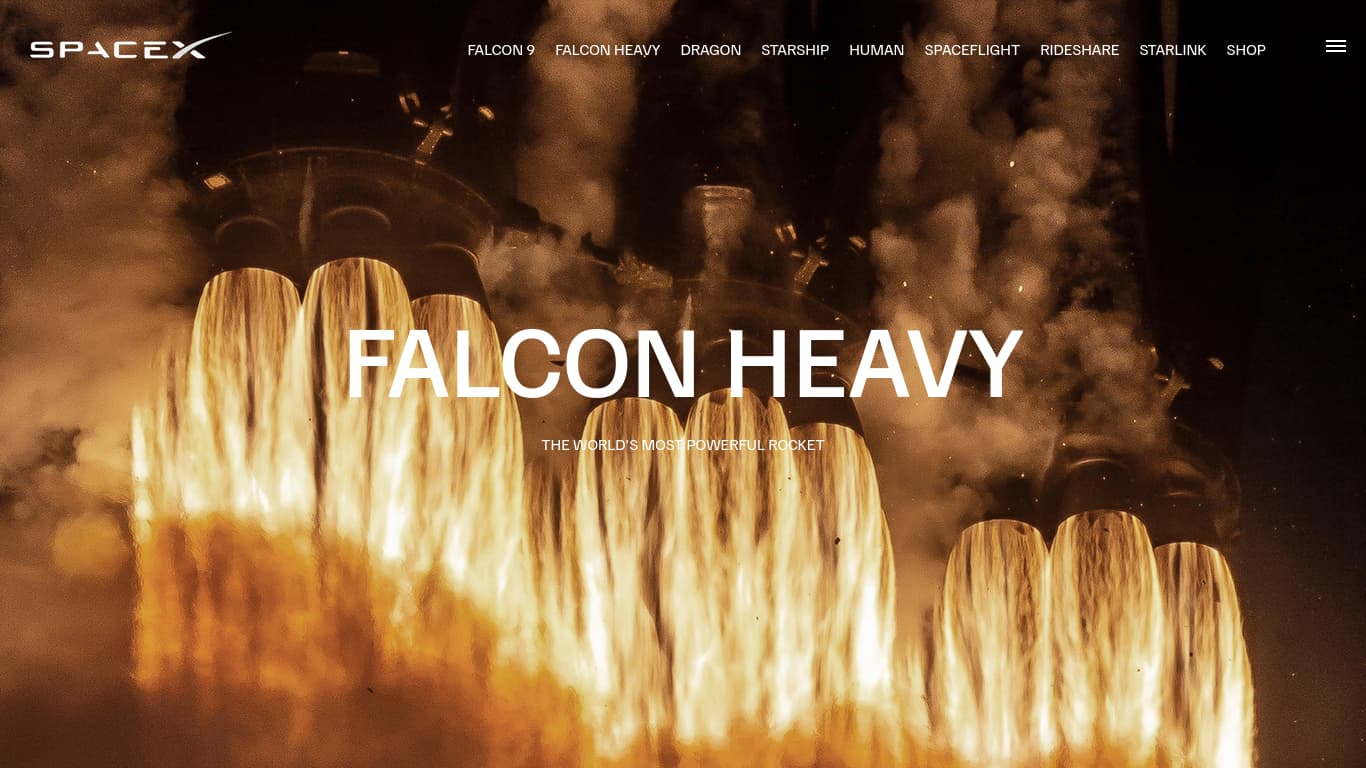 SPACEX
FALCON 9 FALCON HEAVY DRAGON STARSHIP HUMAN SPACEFLIGHT RIDESHARE STARLINK SHOP
FALCON HEAVY
THE WORLD'S MOST POWERFUL ROCKET